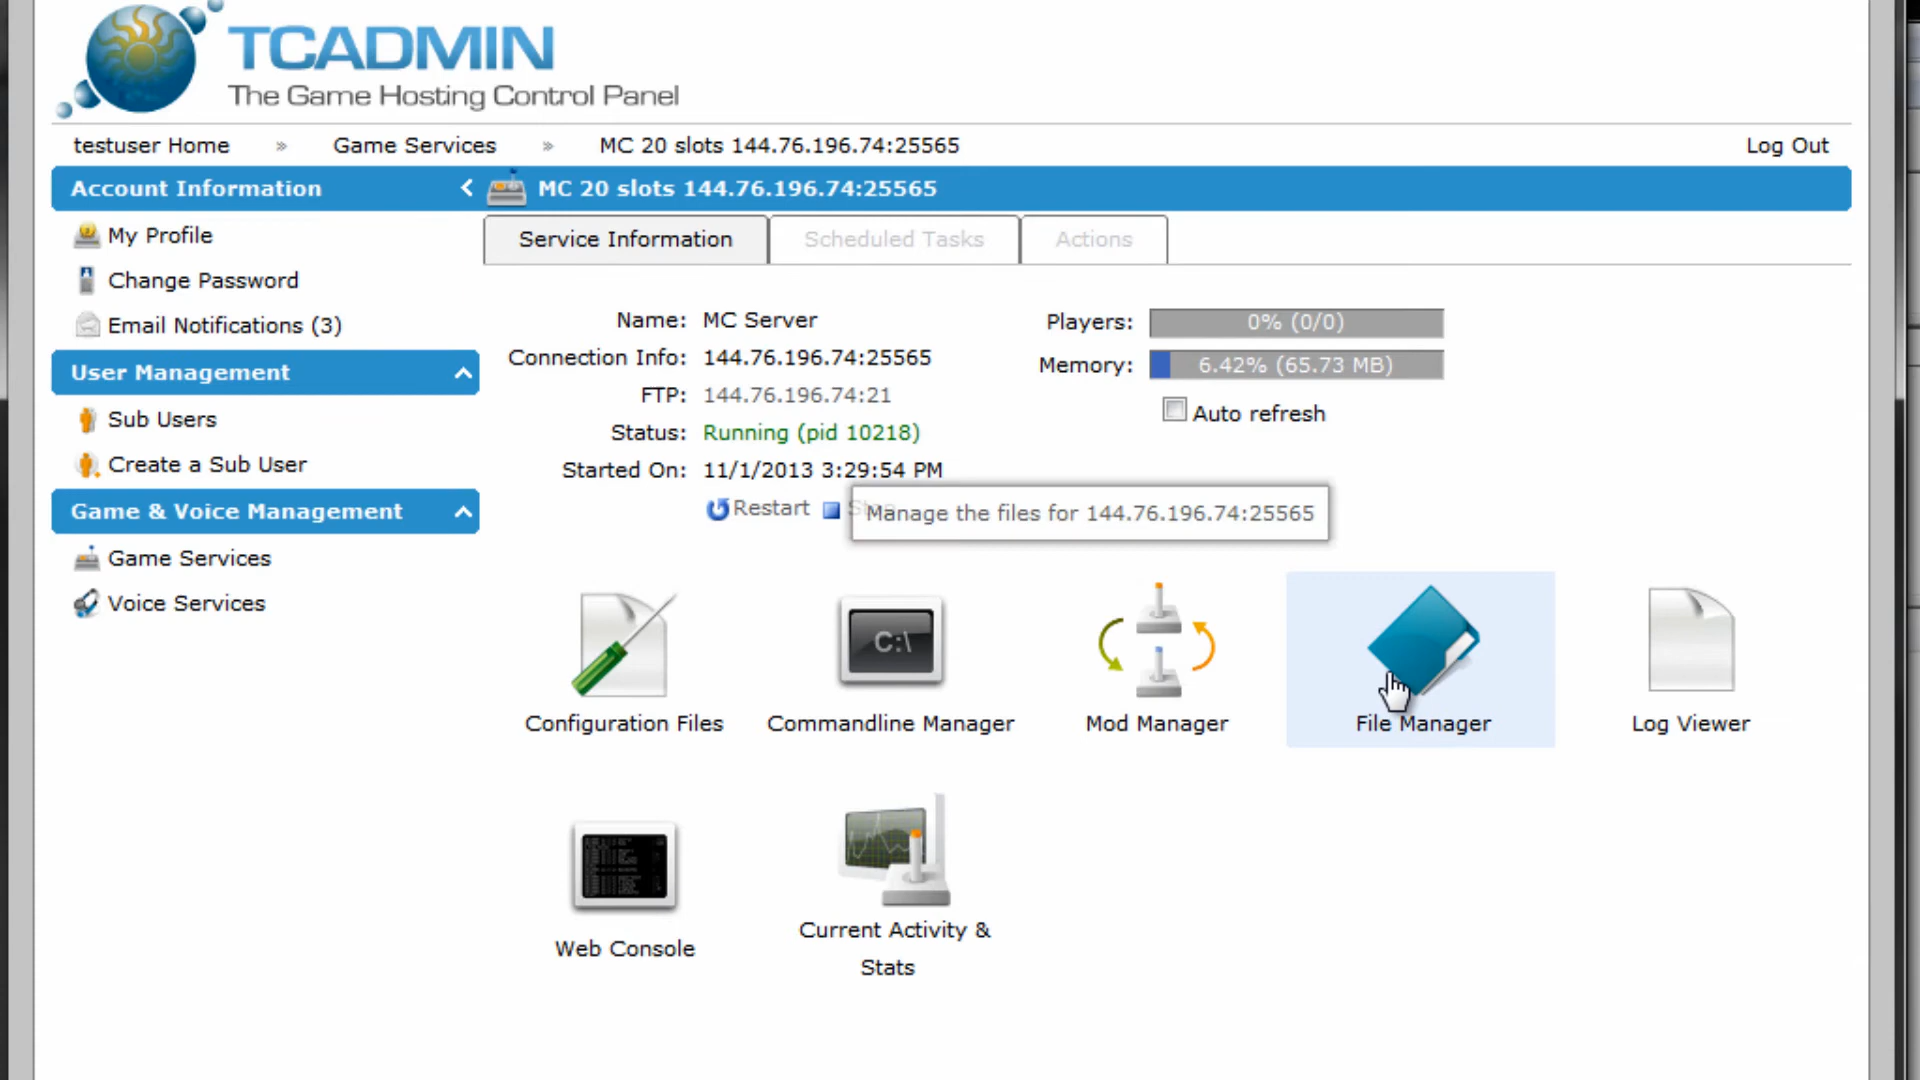 TCADMIN
The Game Hosting Control Panel
testuser Home » Game Services » MC 20 slots 144.76.196.74:25565 Log Out
Account Information
MC 20 slots 144.76.196.74:25565
My Profile
Change Password
Email Notifications (3)
User Management
Sub Users
Create a Sub User
Game & Voice Management
Game Services
Voice Services
Service Information Scheduled Tasks Actions
Name: MC Server
Connection Info: 144.76.196.74:25565
FTP: 144.76.196.74:21
Status: Running (pid 10218)
Started On: 11/1/2013 3:29:54 PM
Restart Stop
Players: 0% (0/0)
Memory: 6.42% (65.73 MB)
Auto refresh
Manage the files for 144.76.196.74:25565
C:\
Configuration Files Commandline Manager Mod Manager File Manager Log Viewer
Web Console
Current Activity &
Stats